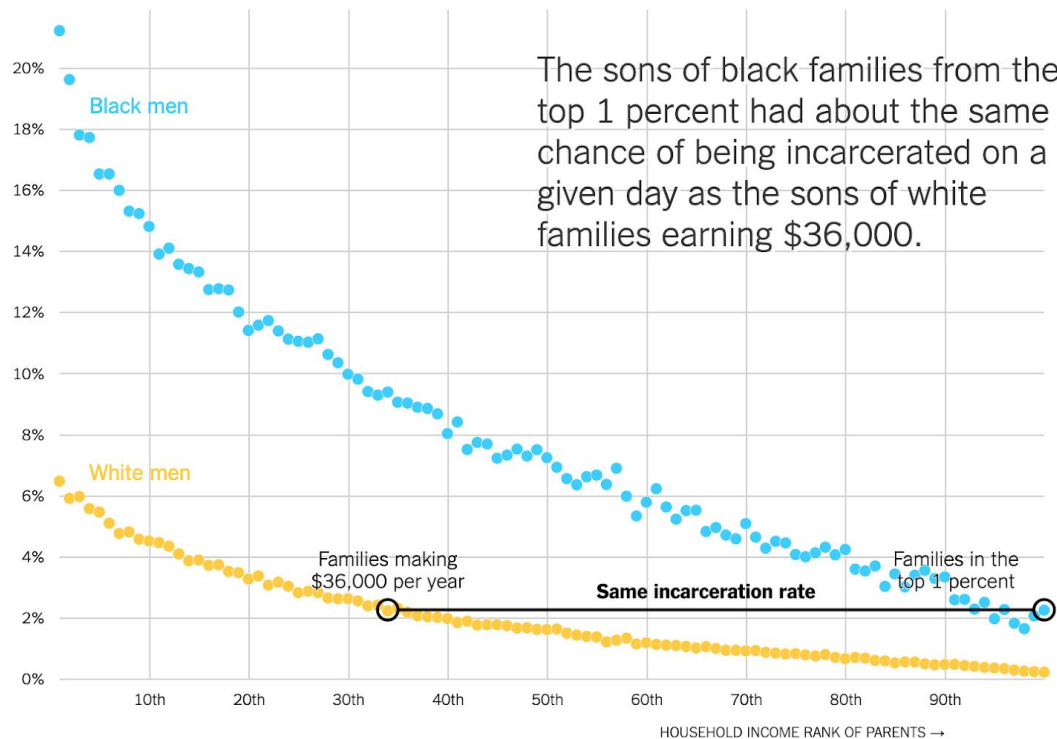 The sons of black families from the
top 1 percent had about the same
chance of being incarcerated on a
given day as the sons of white
families earning $36,000.
20%
Black men
18%
16%
14%
12%
10%
8%
White men
6%
4%
Families making
$36,000 per year
Families in the
top 1 percent
Same incarceration rate
2%
0%
10th 20th 30th 40th 50th 60th 70th 80th 90th
HOUSEHOLD INCOME RANK OF PARENTS →